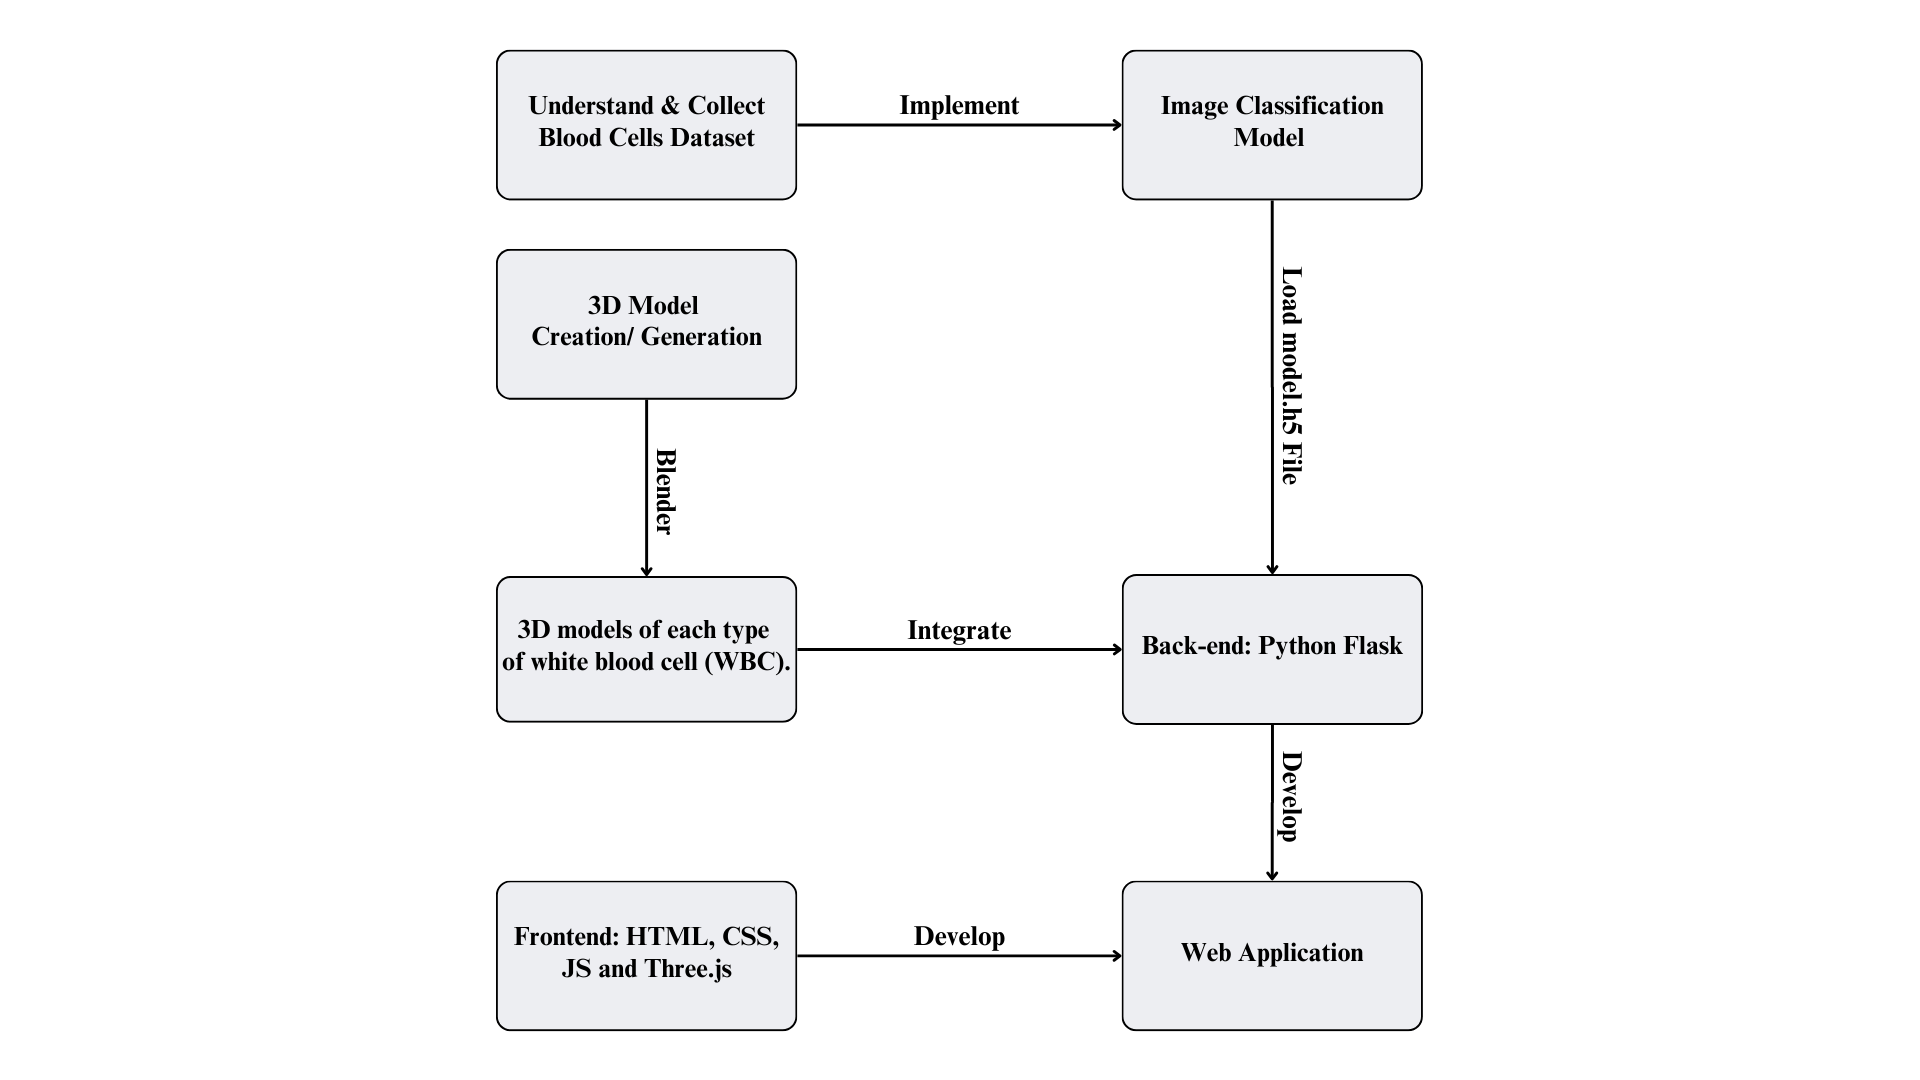 Understand & Collect
Blood Cells Dataset
Implement
Image Classification
Model
3D Model
Creation/ Generation
Load model.h5 File
Blender
3D models of each type
of white blood cell (WBC).
Integrate
Back-end: Python Flask
Develop
Frontend: HTML, CSS,
JS and Three.js
Develop
Web Application